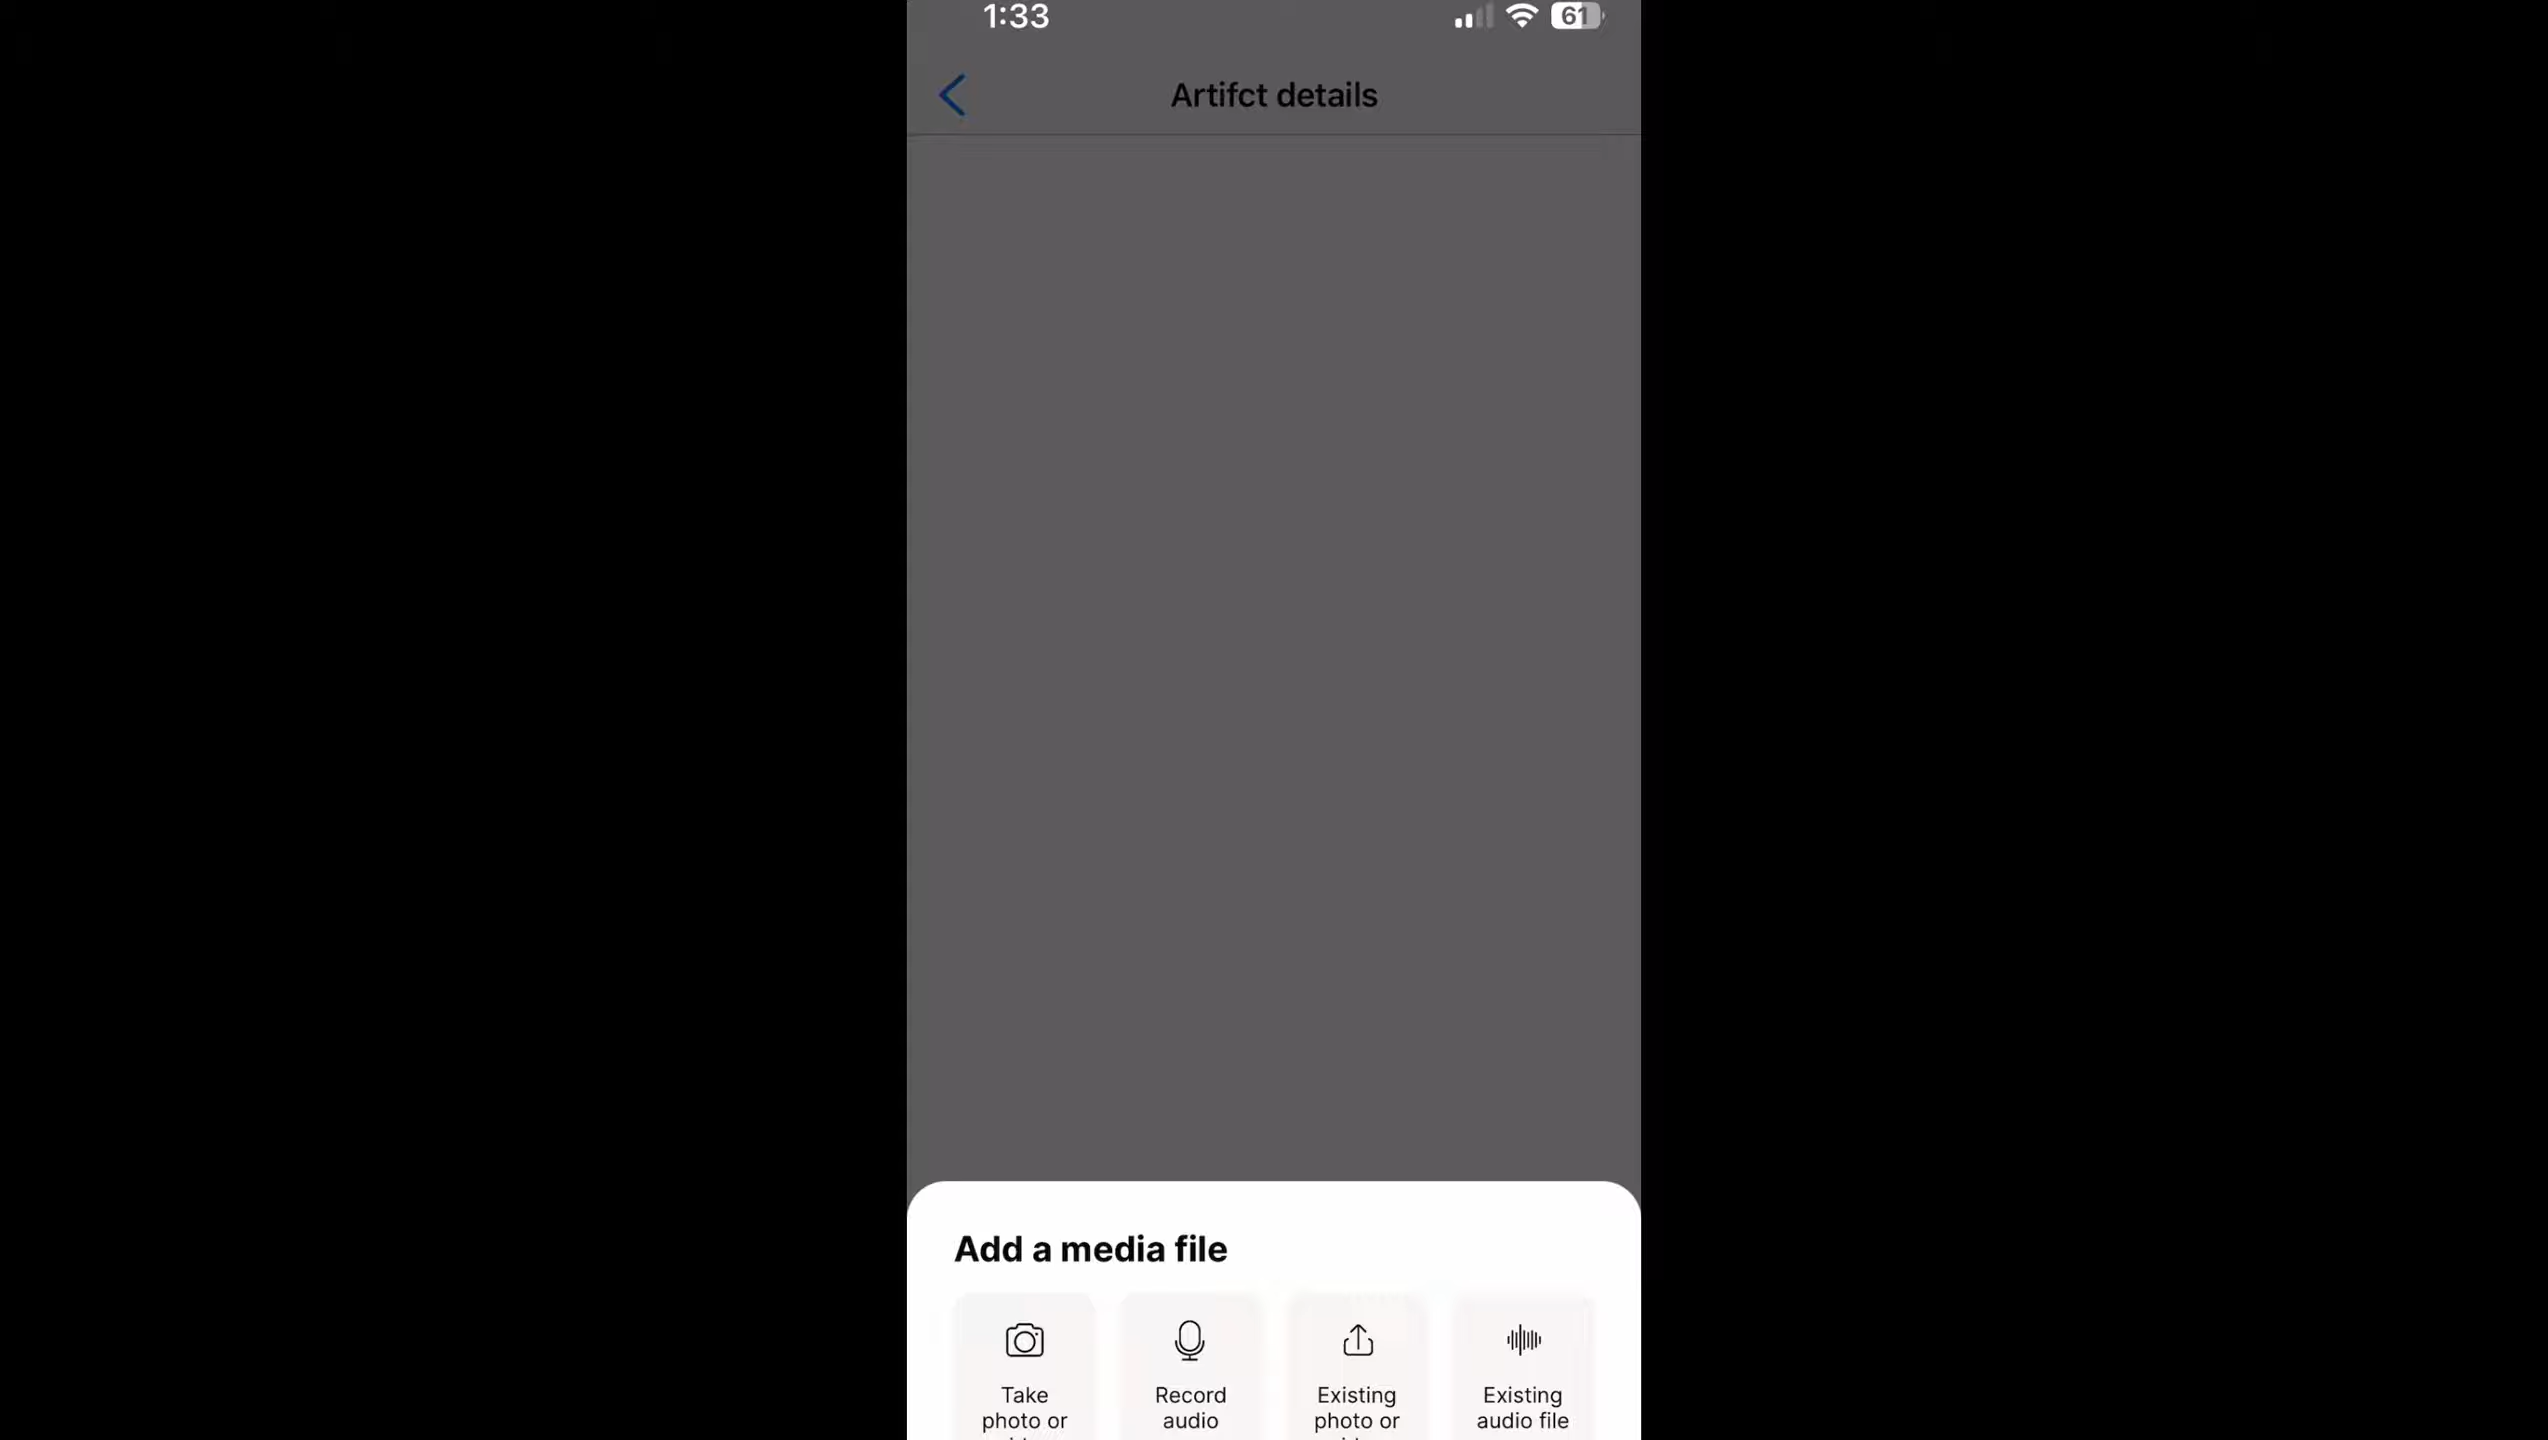 1:33
61
Artifct details
Add a media file
Take
photo or
Record
audio
Existing
photo or
Existing
audio file